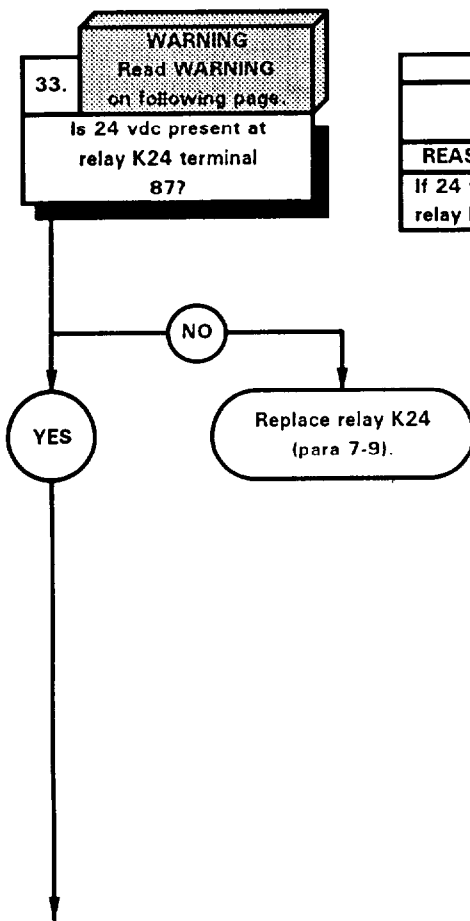 WARNING
Read WARNING
on following page.
33.
Is 24 vdc present at
relay K24 terminal
87?
REAS
If 24
relay
NO
YES
Replace relay K24
(para 7-9).